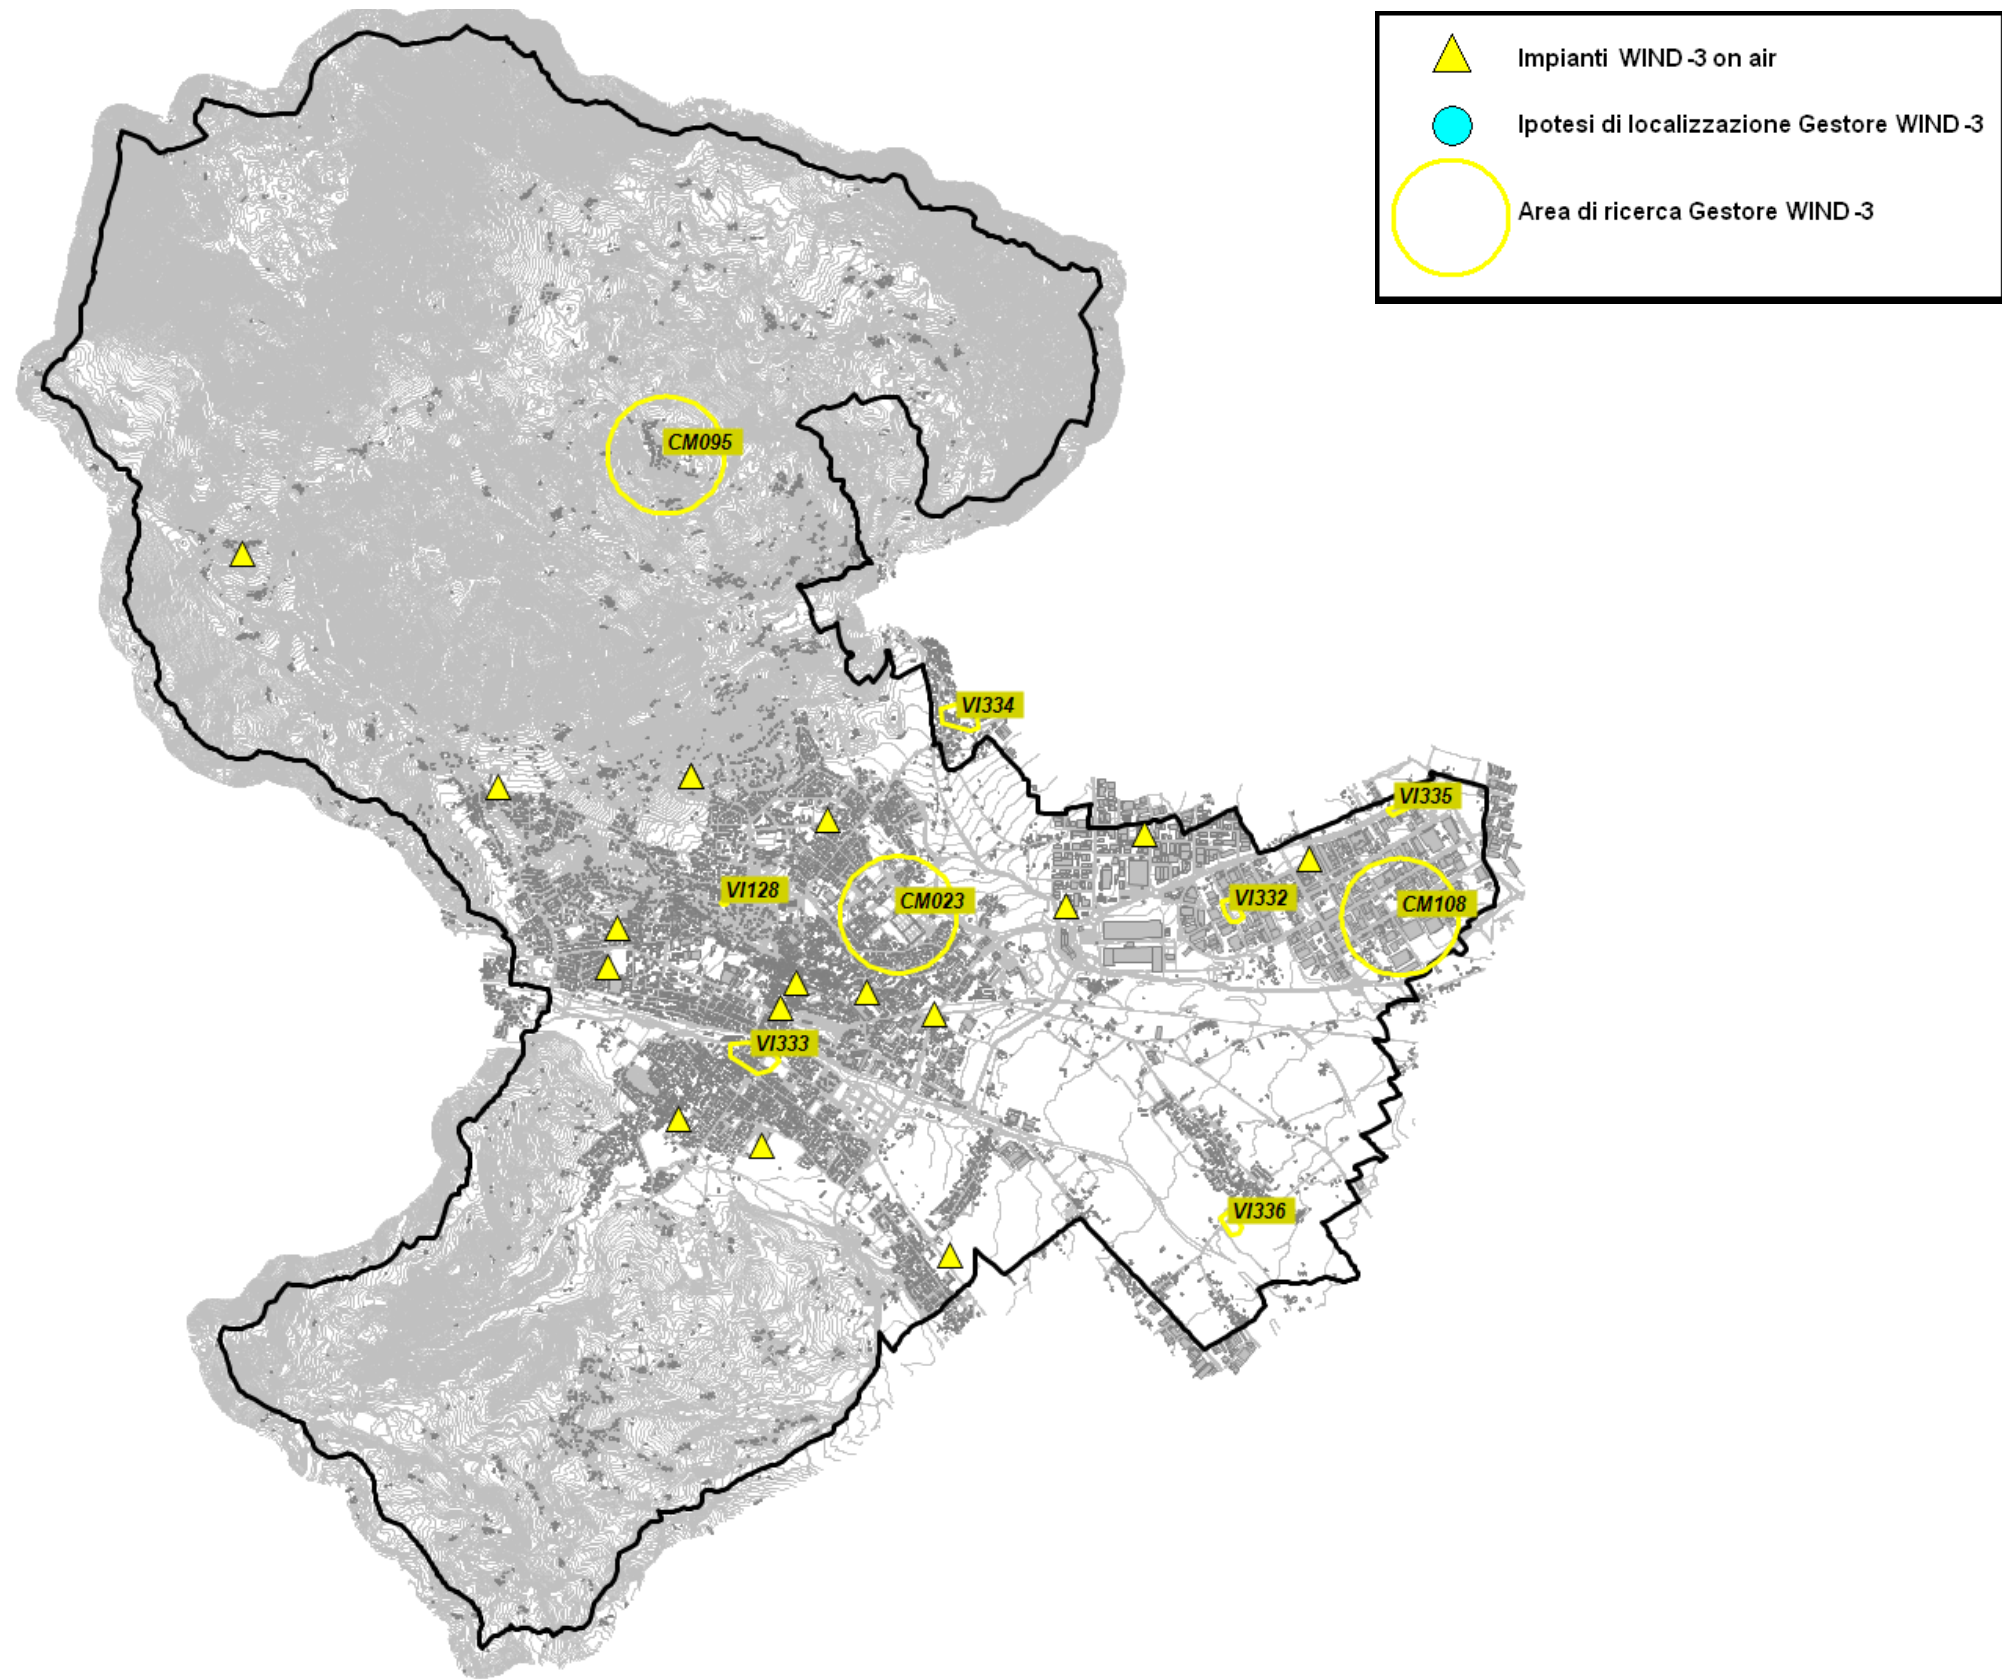 Impianti WIND-3 on air
Ipotesi di localizzazione Gestore WIND-3
Area di ricerca Gestore WIND-3
CM095
VI334
VI335
VI128
CM023
VI332
CM108
VI333
VI336